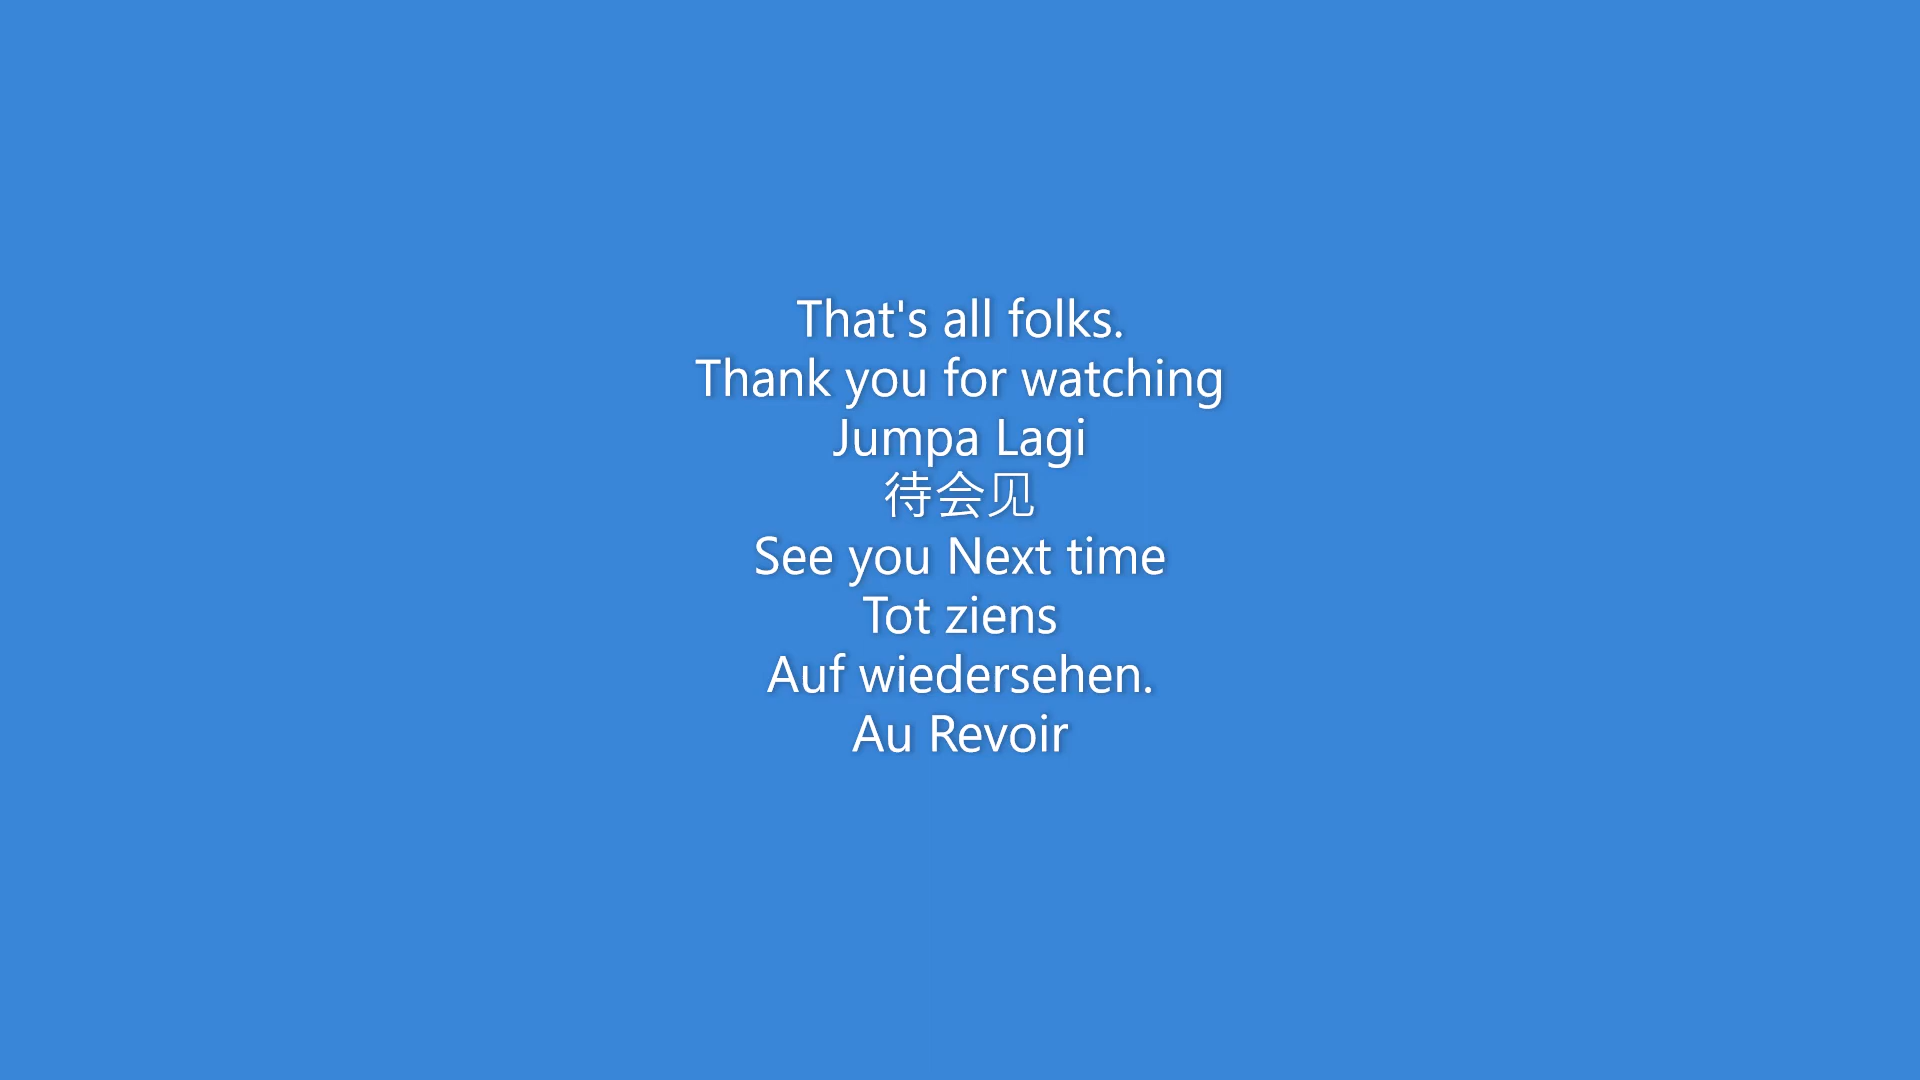 That's all folks.
Thank you for watching
Jumpa Lagi
待会见
See you Next time
Tot ziens
Auf wiedersehen.
Au Revoir